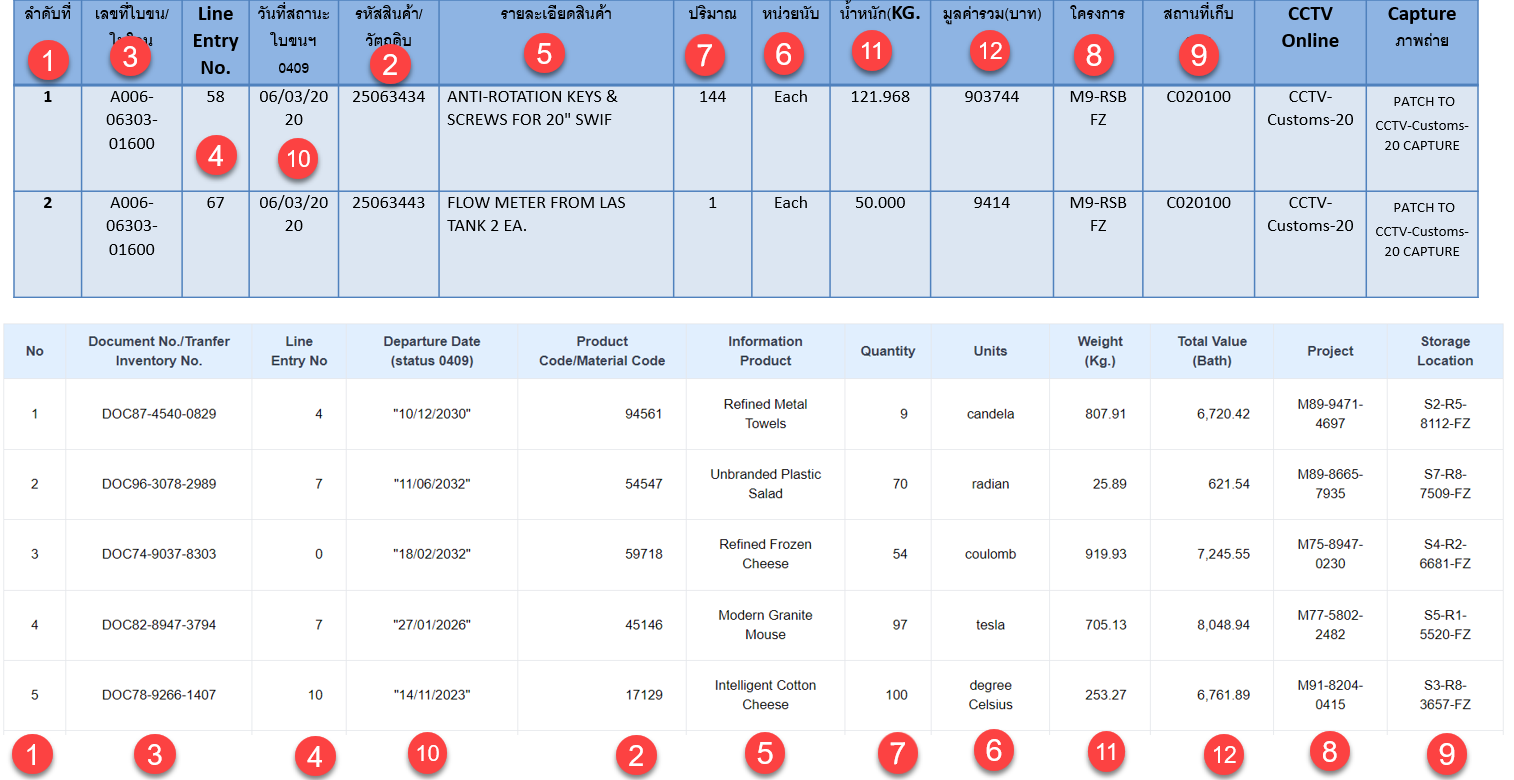 ลำดับที่ เลขที่ใบขน/ Line วันที่สถานะ รหัสสินค้า/ รายละเอียดสินค้า ปริมาณ หน่วยนับ น้ำหนัก(KG. มูลค่ารวม(บาท) โครงการ สถานที่เก็บ CCTV Capture
Entry ใบขนฯ วัตถุดิบ Online ภาพถ่าย
No. 0409
1 3 2 5 7 6 11 12 8 9
1 A006- 58 06/03/20 25063434 ANTI-ROTATION KEYS & 144 Each 121.968 903744 M9-RSB C020100 CCTV- PATCH TO
06303- 20 SCREWS FOR 20" SWIF FZ Customs-20 CCTV-Customs-
01600 20 CAPTURE
4 10
2 A006- 67 06/03/20 25063443 FLOW METER FROM LAS 1 Each 50.000 9414 M9-RSB C020100 CCTV- PATCH TO
06303- 20 TANK 2 EA. FZ Customs-20 CCTV-Customs-
01600 20 CAPTURE
Document No./Tranfer Line Departure Date Product Information Weight Total Value Storage
No Quantity Units Project
Inventory No. Entry No (status 0409) Code/Material Code Product (Kg.) (Bath) Location
Refined Metal M89-9471- S2-R5-
1 DOC87-4540-0829 4 "10/12/2030" 94561 9 candela 807.91 6,720.42
Towels 4697 8112-FZ
Unbranded Plastic M89-8665- S7-R8-
2 DOC96-3078-2989 7 "11/06/2032" 54547 70 radian 25.89 621.54
Salad 7935 7509-FZ
Refined Frozen M75-8947- S4-R2-
3 DOC74-9037-8303 0 "18/02/2032" 59718 54 coulomb 919.93 7,245.55
Cheese 0230 6681-FZ
Modern Granite M77-5802- S5-R1-
4 DOC82-8947-3794 7 "27/01/2026" 45146 97 tesla 705.13 8,048.94
Mouse 2482 5520-FZ
Intelligent Cotton degree M91-8204- S3-R8-
5 DOC78-9266-1407 10 "14/11/2023" 17129 100 253.27 6,761.89
Cheese Celsius 0415 3657-FZ
1 3 4 10 2 5 7 6 11 12 8 9